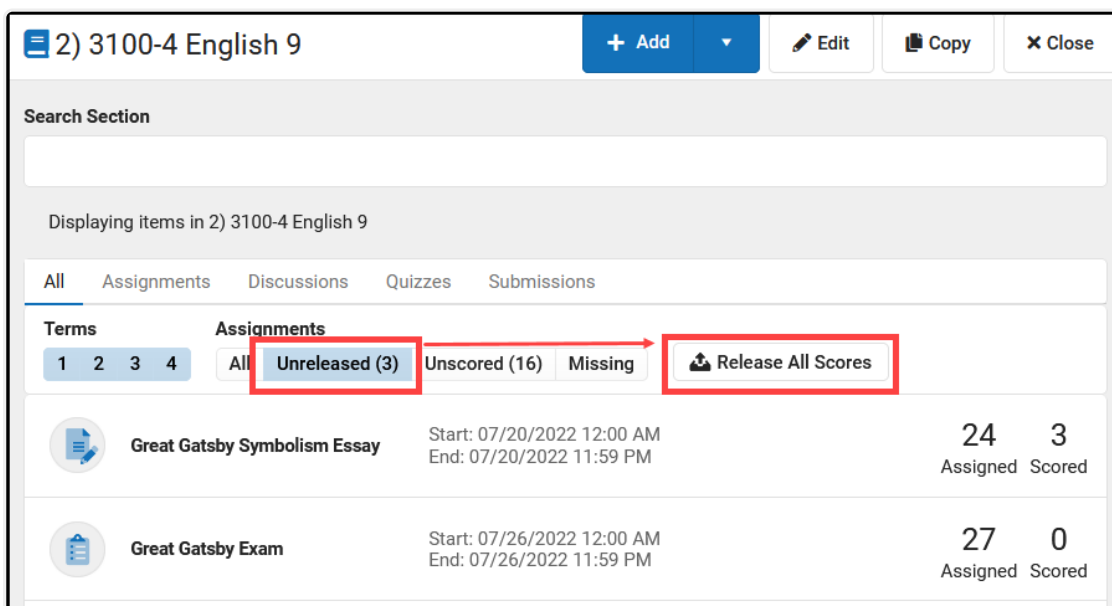 2) 3100-4 English 9
+ Add
Edit
Copy
× Close
Search Section
Displaying items in 2) 3100-4 English 9
All Assignments Discussions Quizzes Submissions
Terms Assignments
1 2 3 4 All Unreleased (3) Unscored (16) Missing Release All Scores
Great Gatsby Symbolism Essay
Start: 07/20/2022 12:00 AM
End: 07/20/2022 11:59 PM
24 3
Assigned Scored
Great Gatsby Exam
Start: 07/26/2022 12:00 AM
End: 07/26/2022 11:59 PM
27 0
Assigned Scored